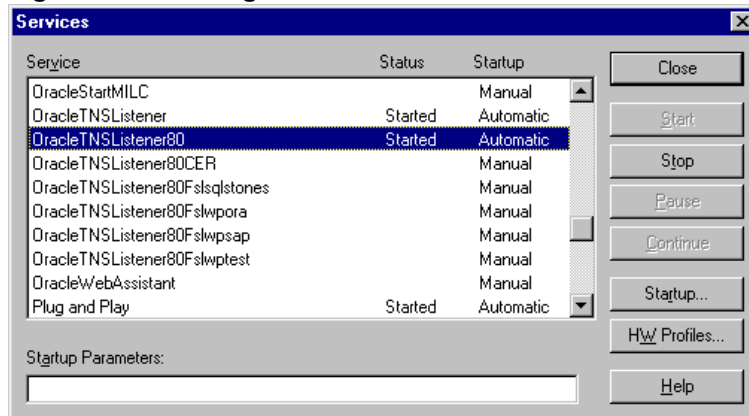 Services
Service Status Startup
OracleStartMILC Manual
OracleTNSListener Started Automatic
OracleTNSListener80 Started Automatic
OracleTNSListener80CER Manual
OracleTNSListener80Fslsqlstones Manual
OracleTNSListener80Fslwpora Manual
OracleTNSListener80Fslwpsap Manual
OracleTNSListener80Fslwptest Manual
OracleWebAssistant Manual
Plug and Play Started Automatic
Startup Parameters:
Close
Start
Stop
Pause
Continue
Startup...
HW Profiles...
Help